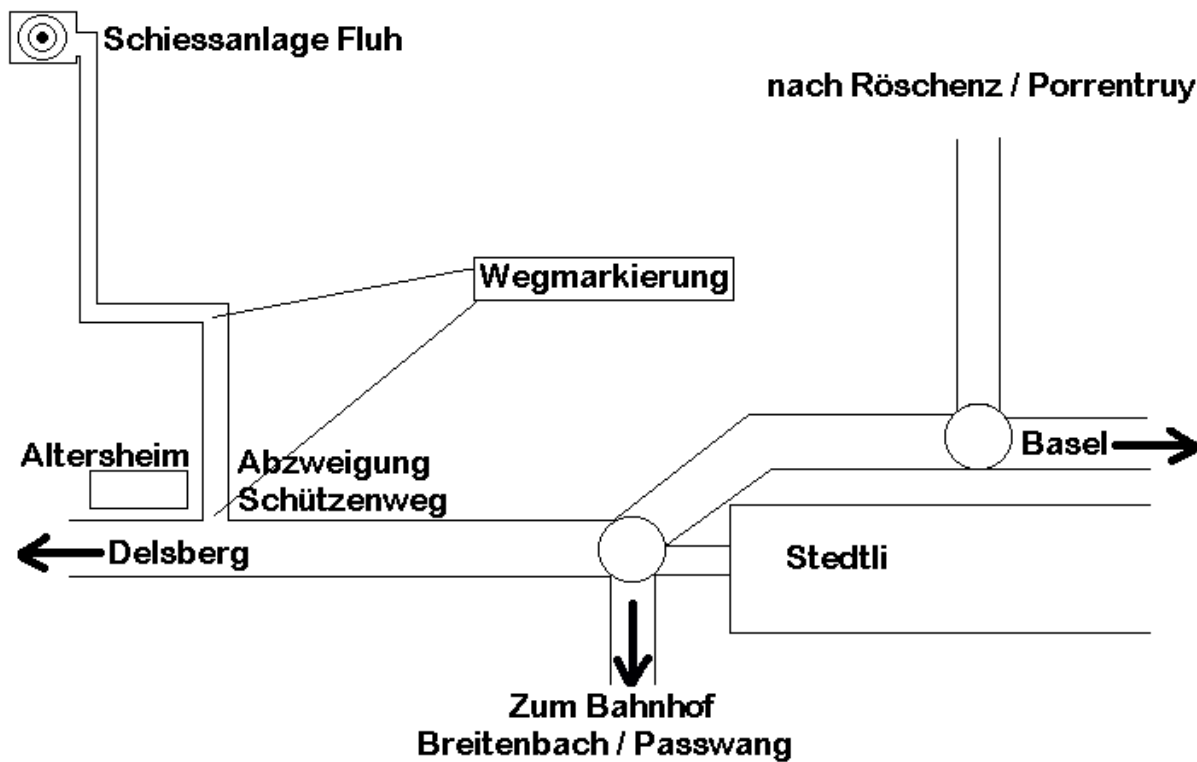 Schiessanlage Fluh
nach Röschenz / Porrentruy
Wegmarkierung
Altersheim
Abzweigung
Schützenweg
Basel
Delsberg
Stedtli
Zum Bahnhof
Breitenbach / Passwang